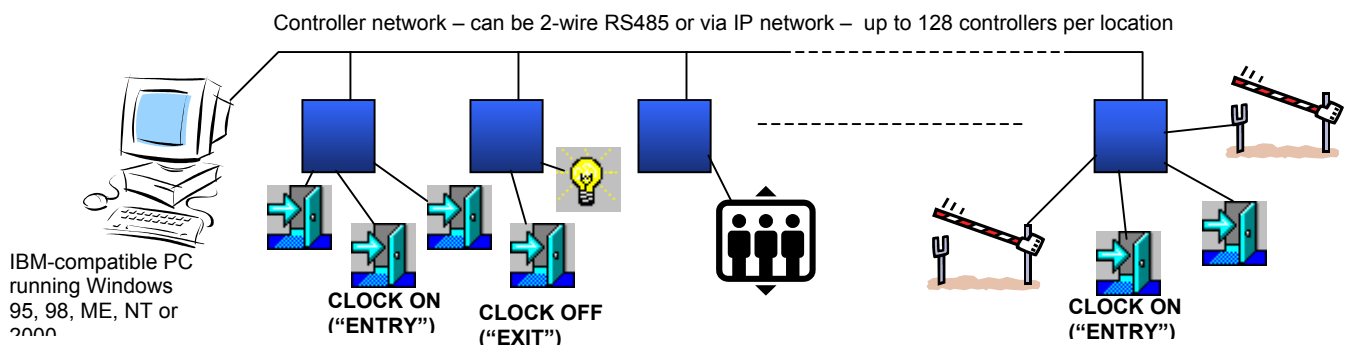 Controller network – can be 2-wire RS485 or via IP network – up to 128 controllers per location
IBM-compatible PC
running Windows
95, 98, ME, NT or
2000
CLOCK ON
(“ENTRY”)
CLOCK OFF
(“EXIT”)
CLOCK ON
(“ENTRY”)